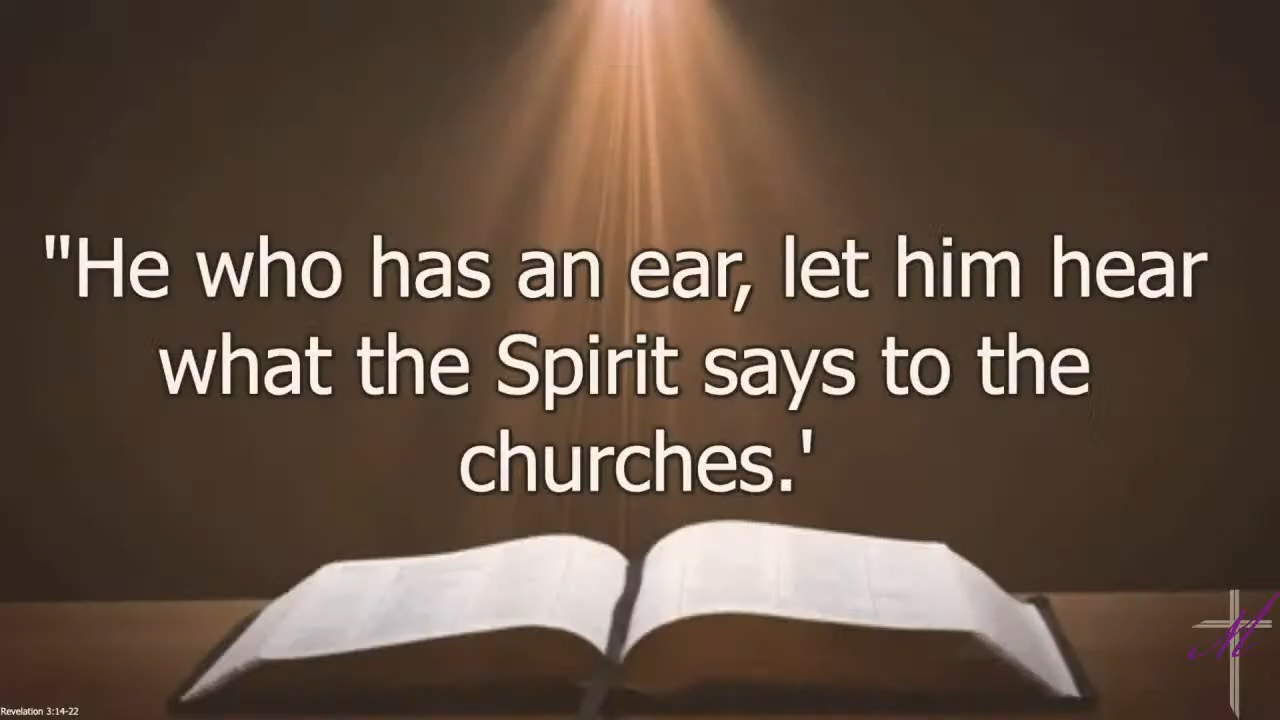 "He who has an ear, let him hear
what the Spirit says to the
churches.'
Revelation 3:14-22